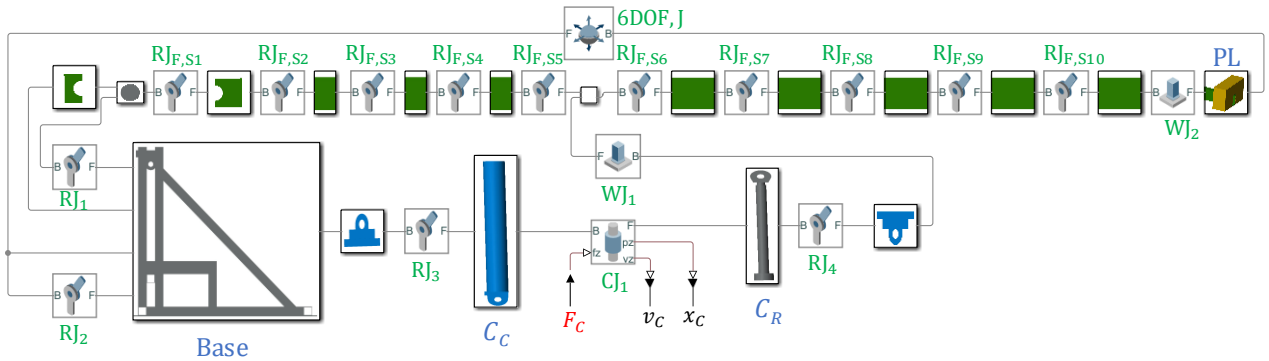 6DOF, J
F B
RJF,S1 RJF,S2 RJF,S3 RJF,S4 RJF,S5 RJF,S6 RJF,S7 RJF,S8 RJF,S9 RJF,S10 PL
B F B F B F B F B F B F B F B F B F B F B F
WJ2
B F
RJ1
F B
WJ1
B F
RJ3
B F
RJ4
B F
fz pz
vz
CJ1
B F
RJ2
FC vC xC
Base
CC
CR